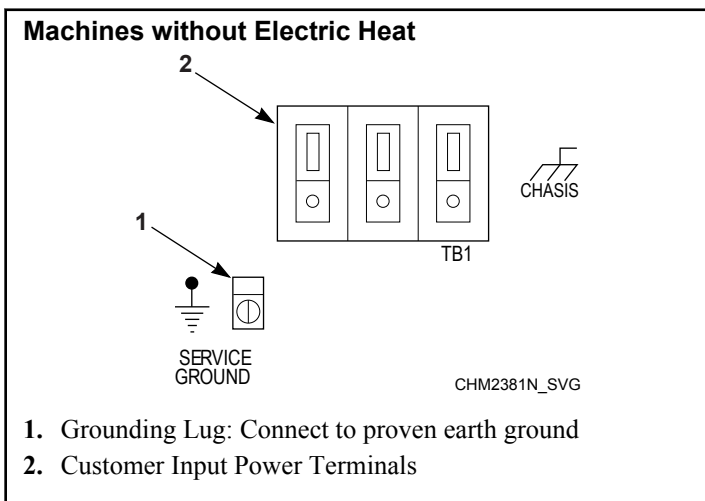 Machines without Electric Heat
2
CHASIS
1
TB1
SERVICE
GROUND
CHM2381N_SVG
1. Grounding Lug: Connect to proven earth ground
2. Customer Input Power Terminals